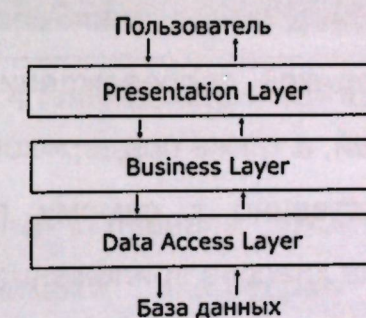 Пользователь
Presentation Layer
Business Layer
Data Access Layer
База данных